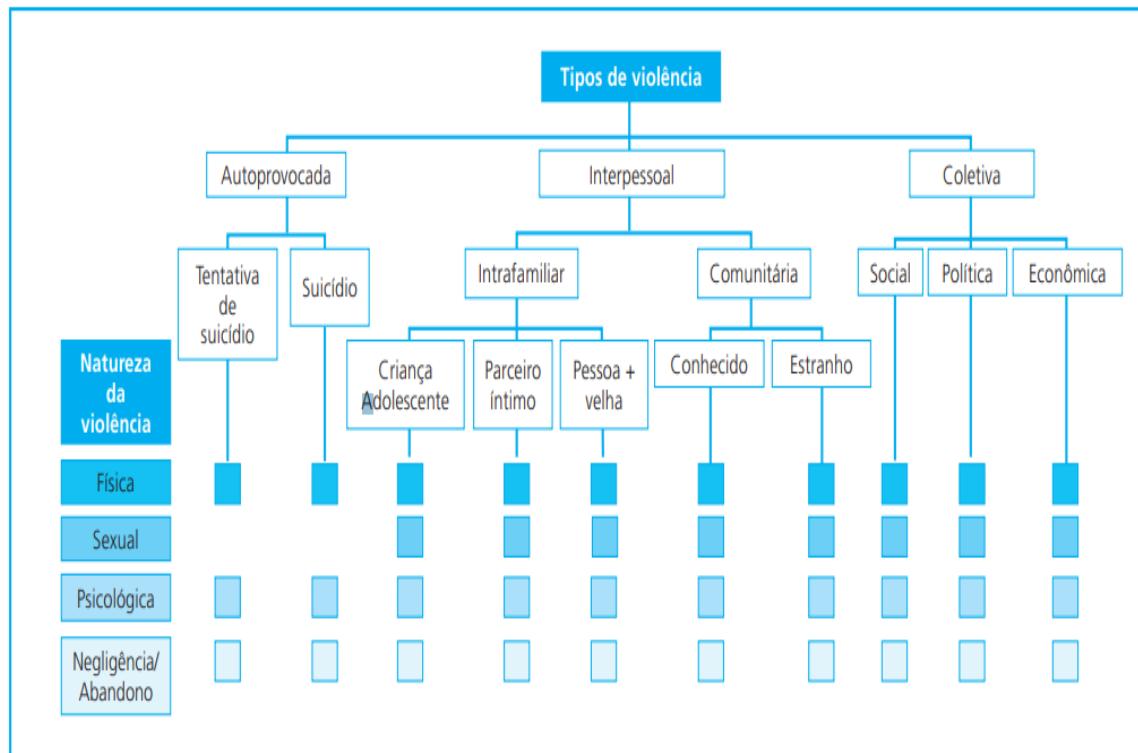 Tipos de violência
Autoprovocada
Interpessoal
Coletiva
Tentativa
de
suicídio
Suicídio
Intrafamiliar
Comunitária
Social
Política
Econômica
Criança
Adolescente
Parceiro
íntimo
Pessoa +
velha
Conhecido
Estranho
Natureza
da
violência
Física
Sexual
Psicológica
Negligência/
Abandono